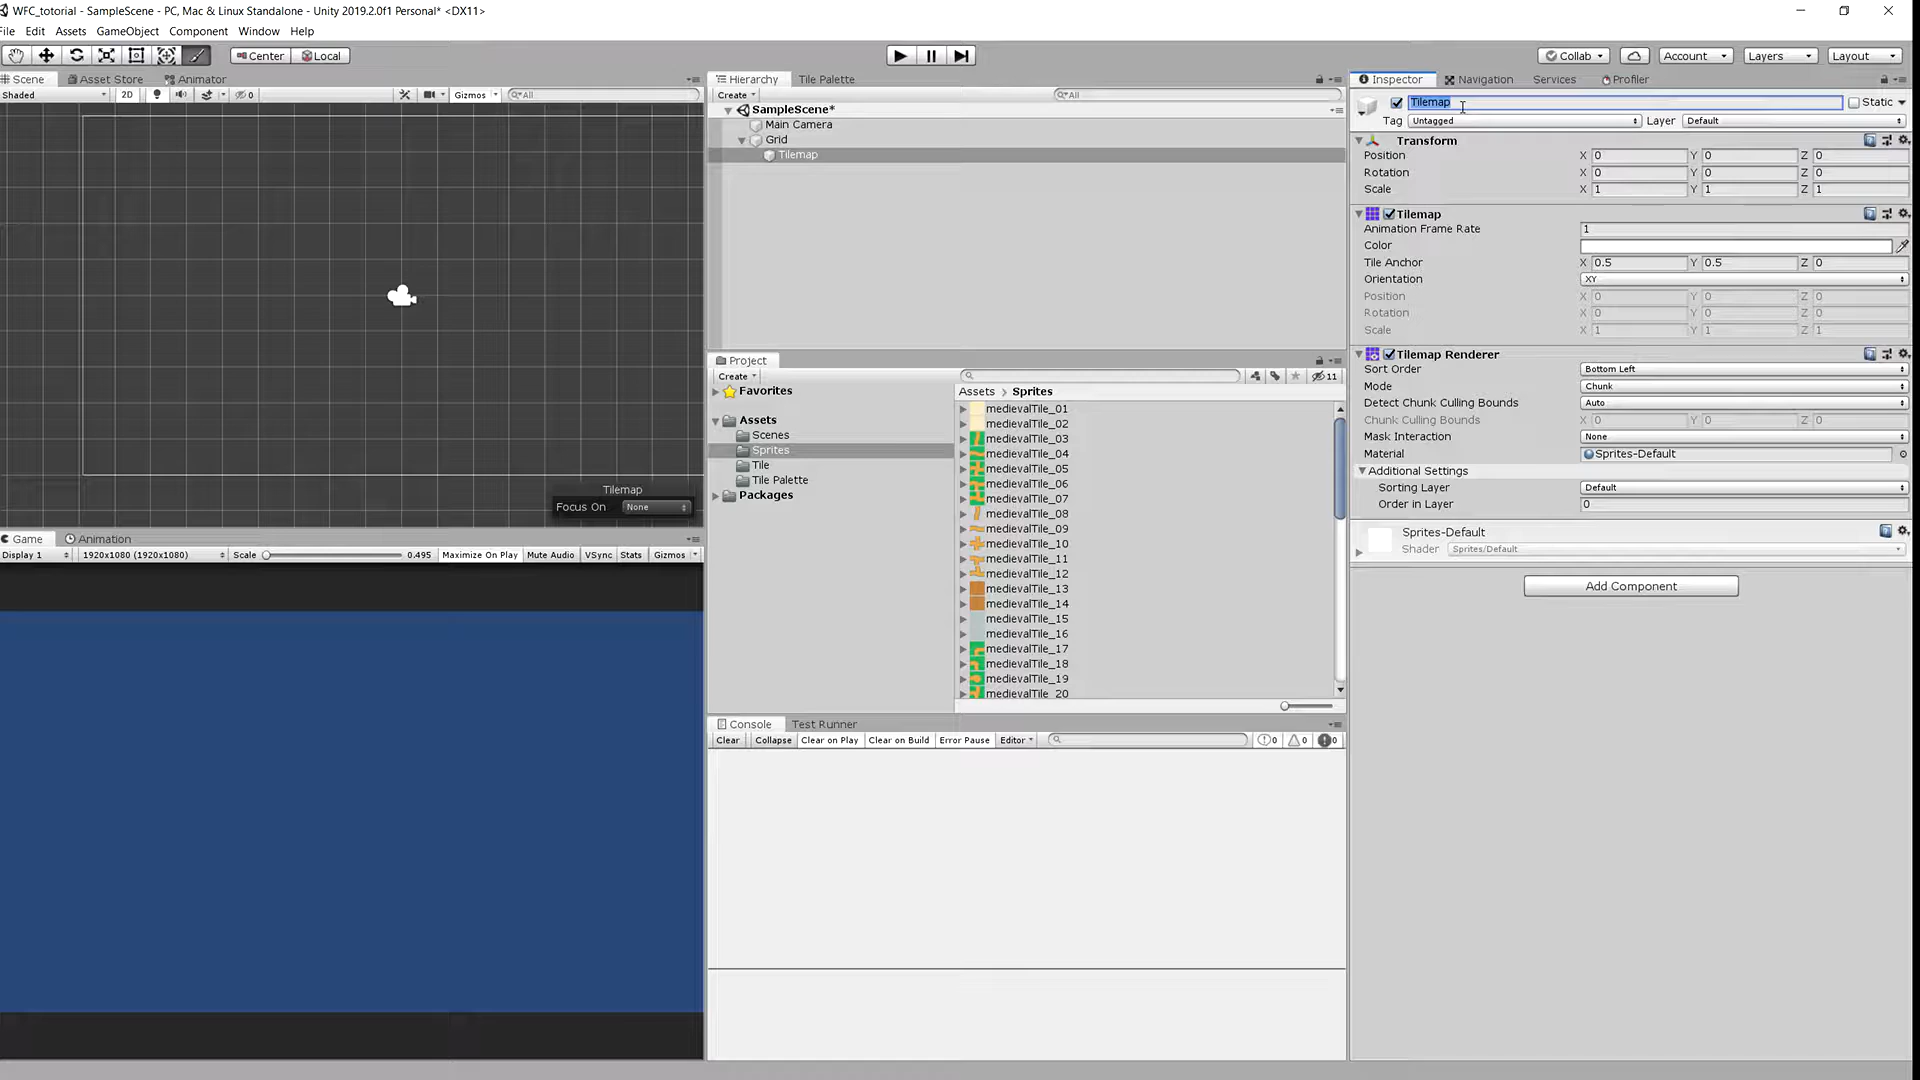 WFC_totorial - SampleScene - PC, Mac & Linux Standalone - Unity 2019.2.0f1 Personal* <DX11>
File Edit Assets GameObject Component Window Help
Center Local
Collab Account Layers Layout
Scene Asset Store Animator
Shaded 2D 0 Gizmos All
Tilemap
Focus On None
Game Animation
Display 1 1920x1080 (1920x1080) Scale 0.495 Maximize On Play Mute Audio VSync Stats Gizmos
Hierarchy Tile Palette
Create All
SampleScene*
Main Camera
Grid
Tilemap
Project
Create 11
Favorites
Assets
Scenes
Sprites
Tile
Tile Palette
Packages
Assets > Sprites
medievalTile_01
medievalTile_02
medievalTile_03
medievalTile_04
medievalTile_05
medievalTile_06
medievalTile_07
medievalTile_08
medievalTile_09
medievalTile_10
medievalTile_11
medievalTile_12
medievalTile_13
medievalTile_14
medievalTile_15
medievalTile_16
medievalTile_17
medievalTile_18
medievalTile_19
medievalTile_20
Console Test Runner
Clear Collapse Clear on Play Clear on Build Error Pause Editor 0 0 0
Inspector Navigation Services Profiler
Tilemap Static
Tag Untagged Layer Default
Transform
Position X 0 Y 0 Z 0
Rotation X 0 Y 0 Z 0
Scale X 1 Y 1 Z 1
Tilemap
Animation Frame Rate 1
Color
Tile Anchor X 0.5 Y 0.5 Z 0
Orientation XY
Position X 0 Y 0 Z 0
Rotation X 0 Y 0 Z 0
Scale X 1 Y 1 Z 1
Tilemap Renderer
Sort Order Bottom Left
Mode Chunk
Detect Chunk Culling Bounds Auto
Chunk Culling Bounds X 0 Y 0 Z 0
Mask Interaction None
Material Sprites-Default
Additional Settings
Sorting Layer Default
Order in Layer 0
Sprites-Default
Shader Sprites/Default
Add Component